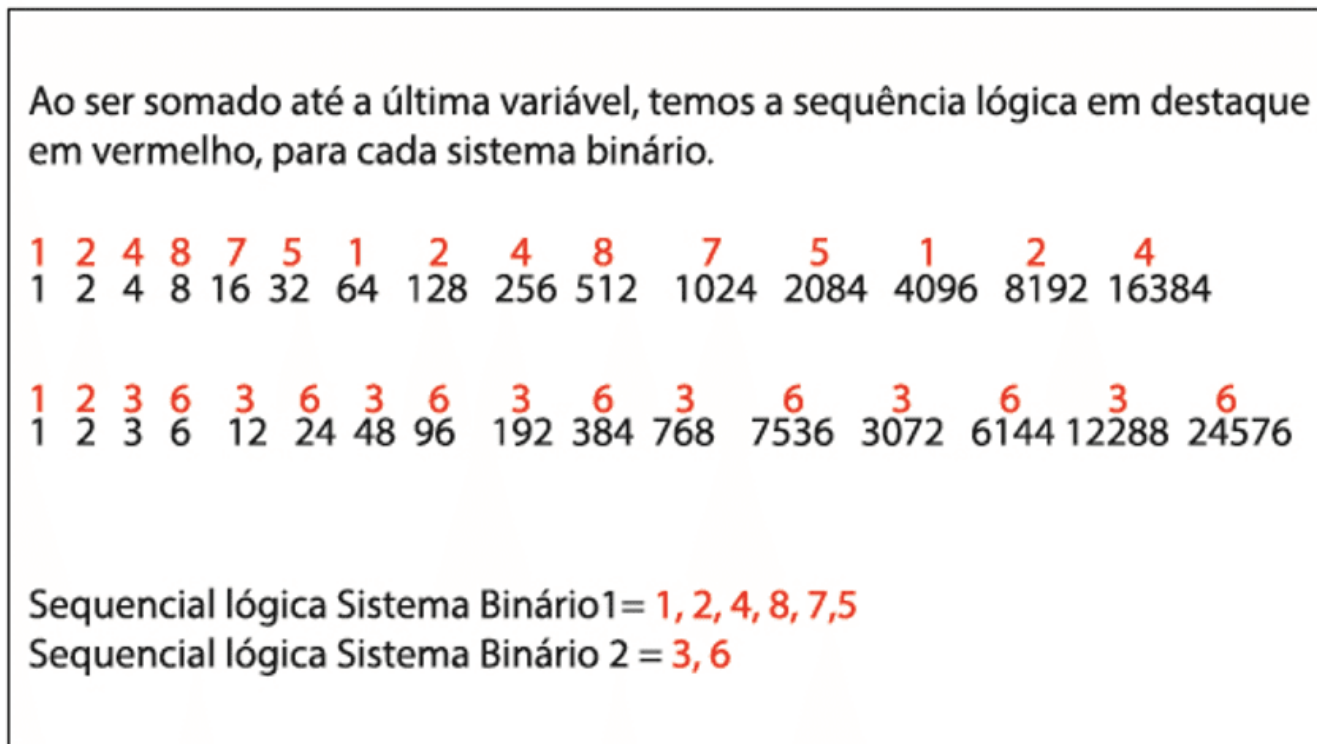 Ao ser somado até a última variável, temos a sequência lógica em destaque
em vermelho, para cada sistema binário.
1 2 4 8 7 5 1 2 4 8 7 5 1 2 4
1 2 4 8 16 32 64 128 256 512 1024 2084 4096 8192 16384
1 2 3 6 3 6 3 6 3 6 3 6 3 6 3 6
1 2 3 6 12 24 48 96 192 384 768 7536 3072 6144 12288 24576
Sequencial lógica Sistema Binário1= 1, 2, 4, 8, 7,5
Sequencial lógica Sistema Binário 2 = 3, 6